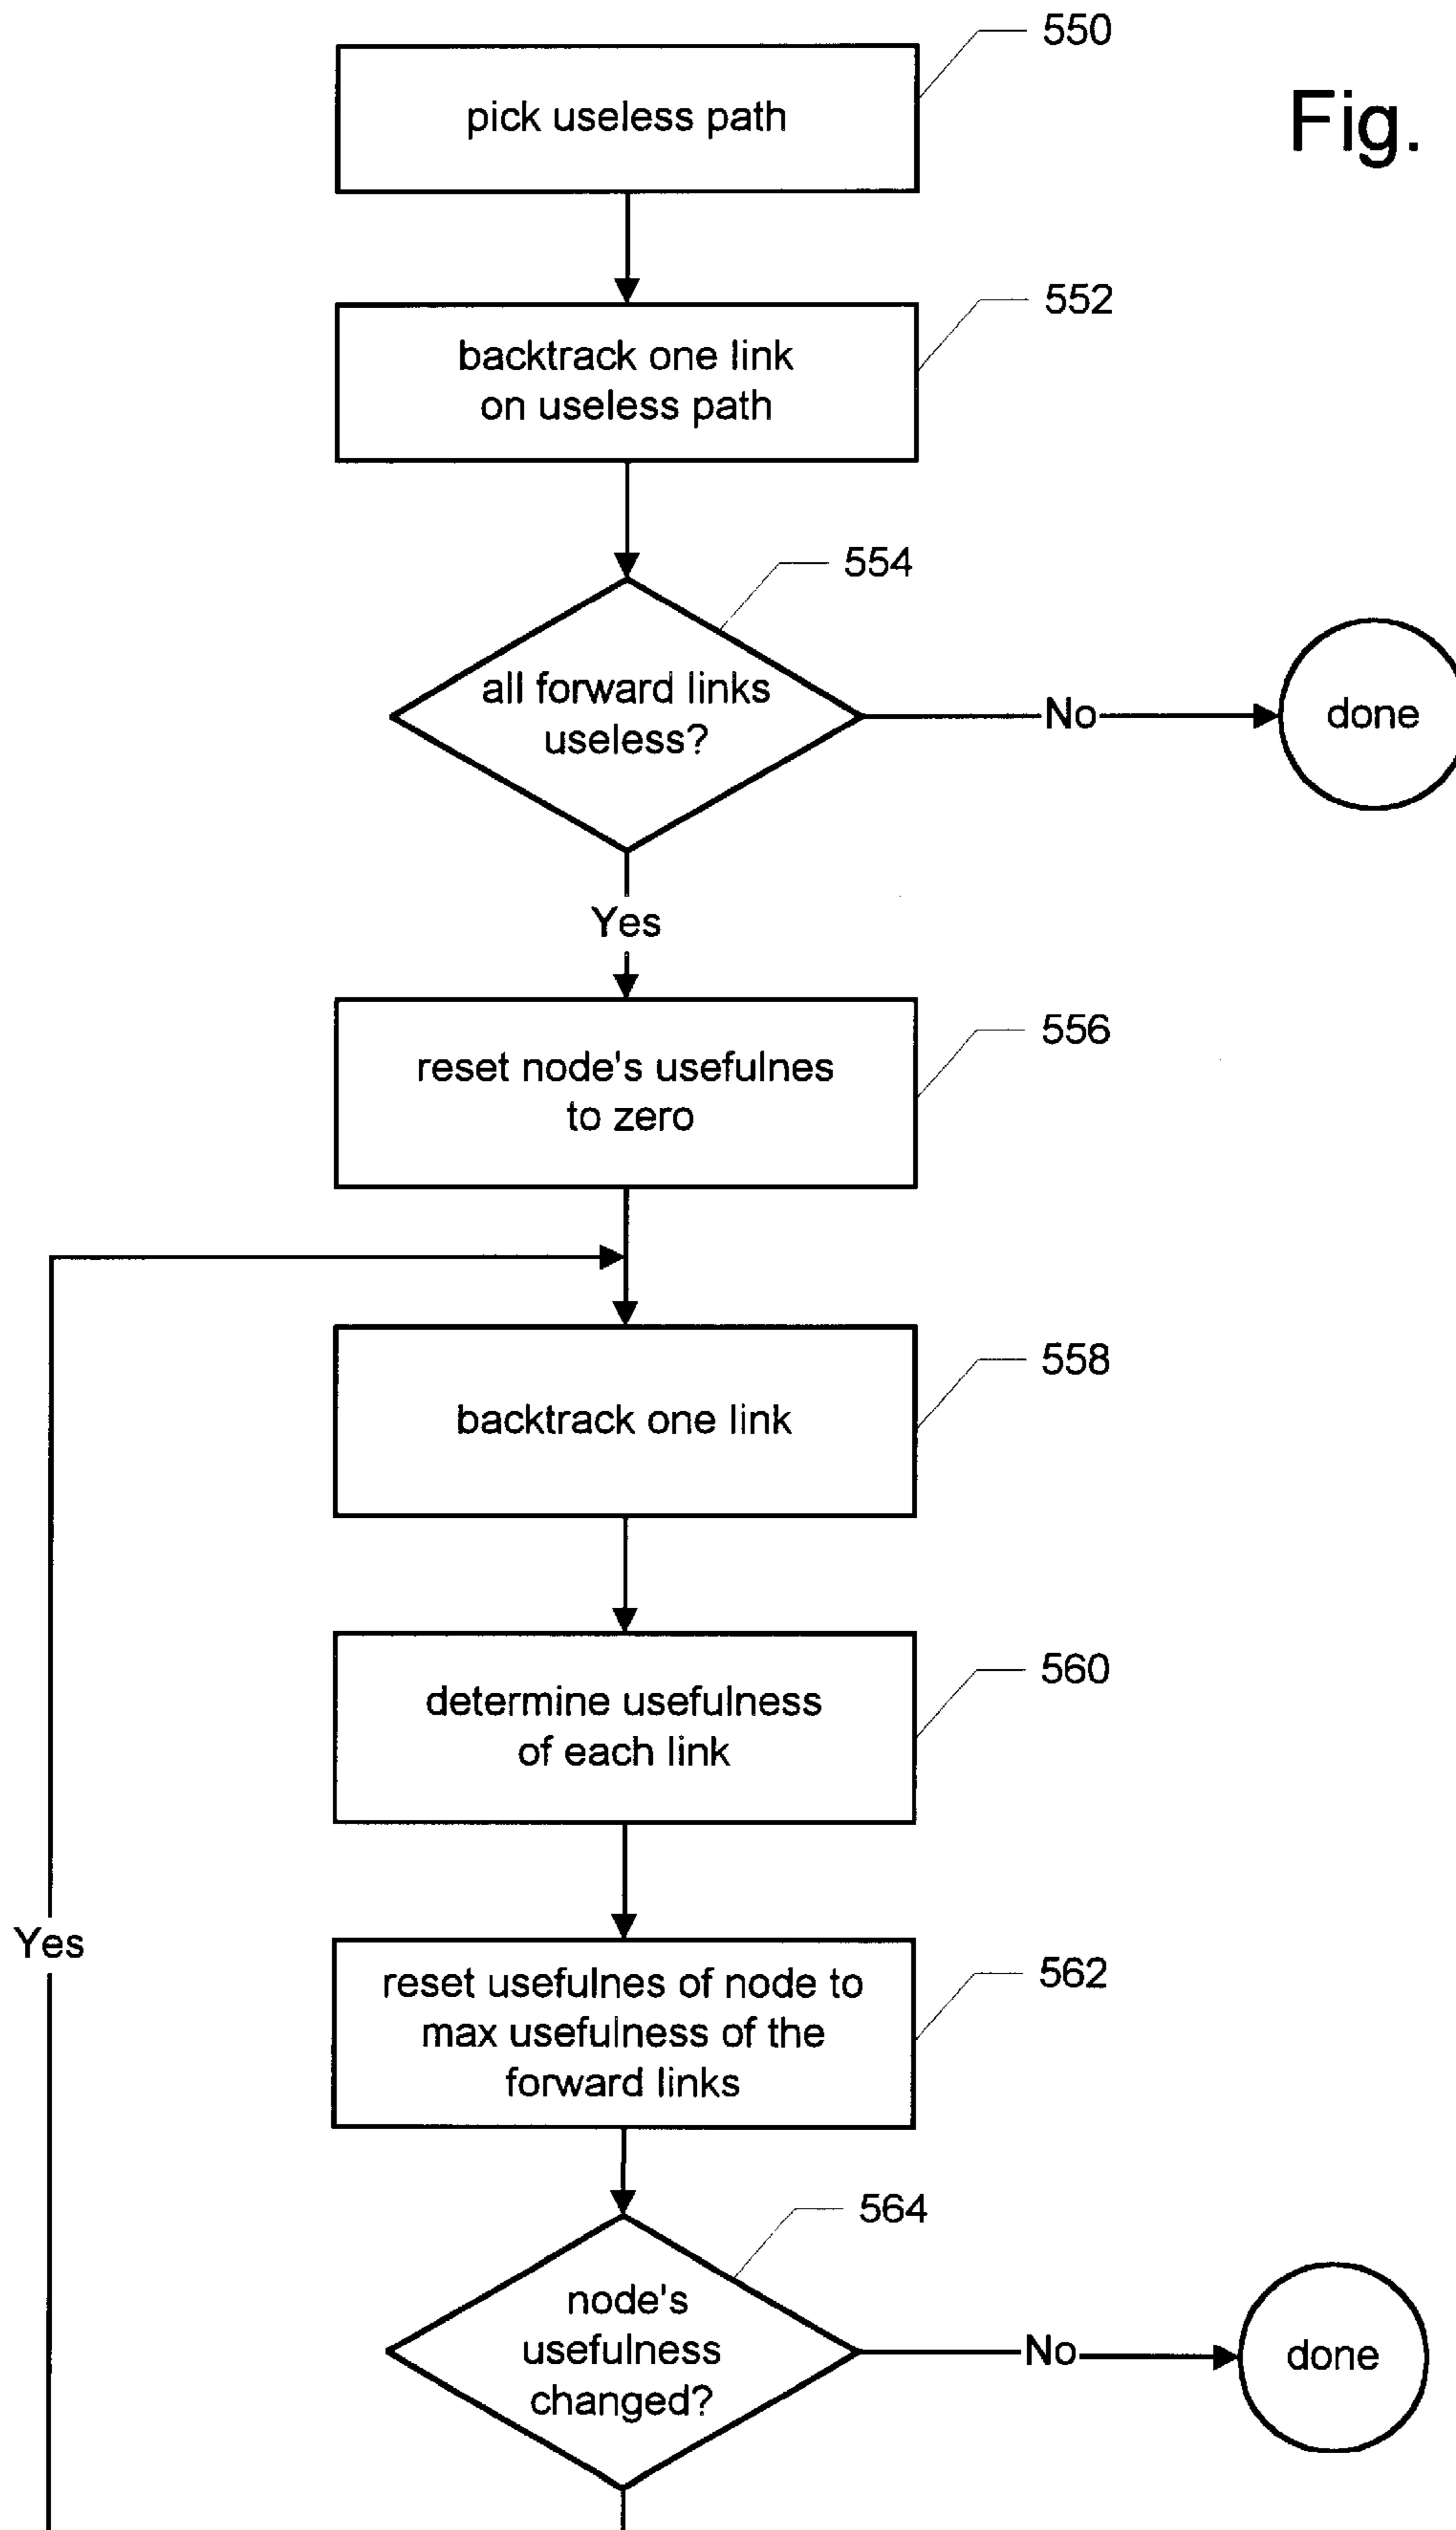 550
Fig.
pick useless path
552
backtrack one link
on useless path
554
all forward links
useless?
No
done
Yes
556
reset node's usefulnes
to zero
558
backtrack one link
560
determine usefulness
of each link
Yes
562
reset usefulnes of node to
max usefulness of the
forward links
564
node's
usefulness
changed?
No
done